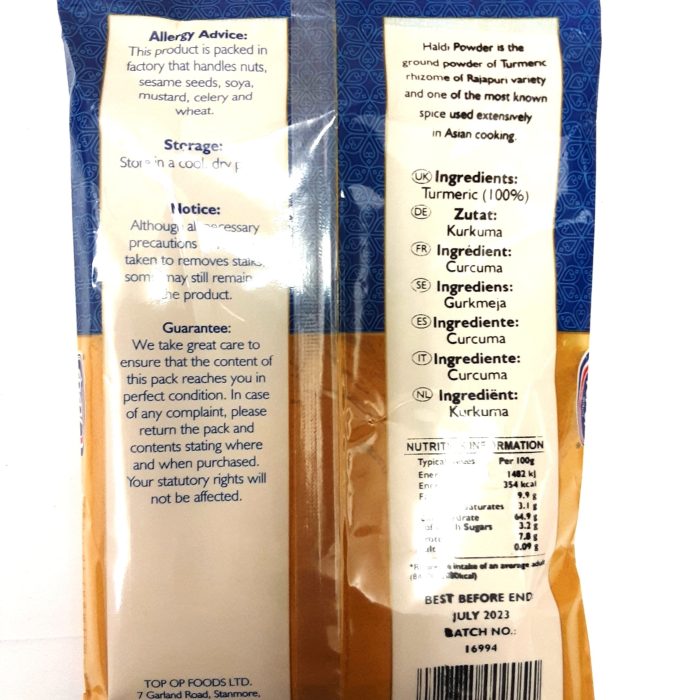 Allergy Advice:
This product is packed in
factory that handles nuts,
sesame seeds, soya,
mustard, celery and
wheat.
Storage:
Store in a cool, dry
Notice:
Although all necessary
precautions
taken to removes stalks,
some may still remain
the product.
Guarantee:
We take great care to
ensure that the content of
this pack reaches you in
perfect condition. In case
of any complaint, please
return the pack and
contents stating where
and when purchased.
Your statutory rights will
not be affected.
TOP OP FOODS LTD.
7 Garland Road, Stanmore,
Haldi Powder is the
ground powder of Turmeric
rhizome of Rajapuri variety
and one of the most known
spice used extensively
in Asian cooking.
UK Ingredients:
Turmeric (100%)
DE Zutat:
Kurkuma
FR Ingrédient:
Curcuma
SE Ingrediens:
Gurkmeja
ES Ingrediente:
Curcuma
IT Ingrediente:
Curcuma
NL Ingrediënt:
Kurkuma
NUTRITION INFORMATION
Typical Values Per 100g
1482 kJ
354 kcal
9.9 g
saturates 3.1 g
64.9 g
Sugars 3.2 g
7.8 g
0.09 g
intake of an average adult
BEST BEFORE END
JULY 2023
BATCH NO.:
16994